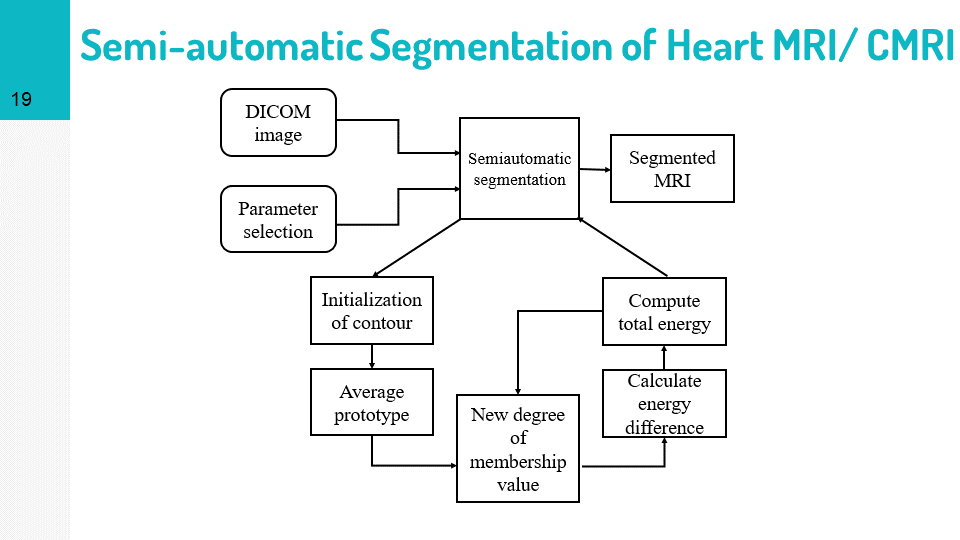 Semi-automatic Segmentation of Heart MRI/ CMRI
19
DICOM
image
Parameter
selection
Semiautomatic
segmentation
Segmented
MRI
Initialization
of contour
Average
prototype
New degree
of
membership
value
Calculate
energy
difference
Compute
total energy